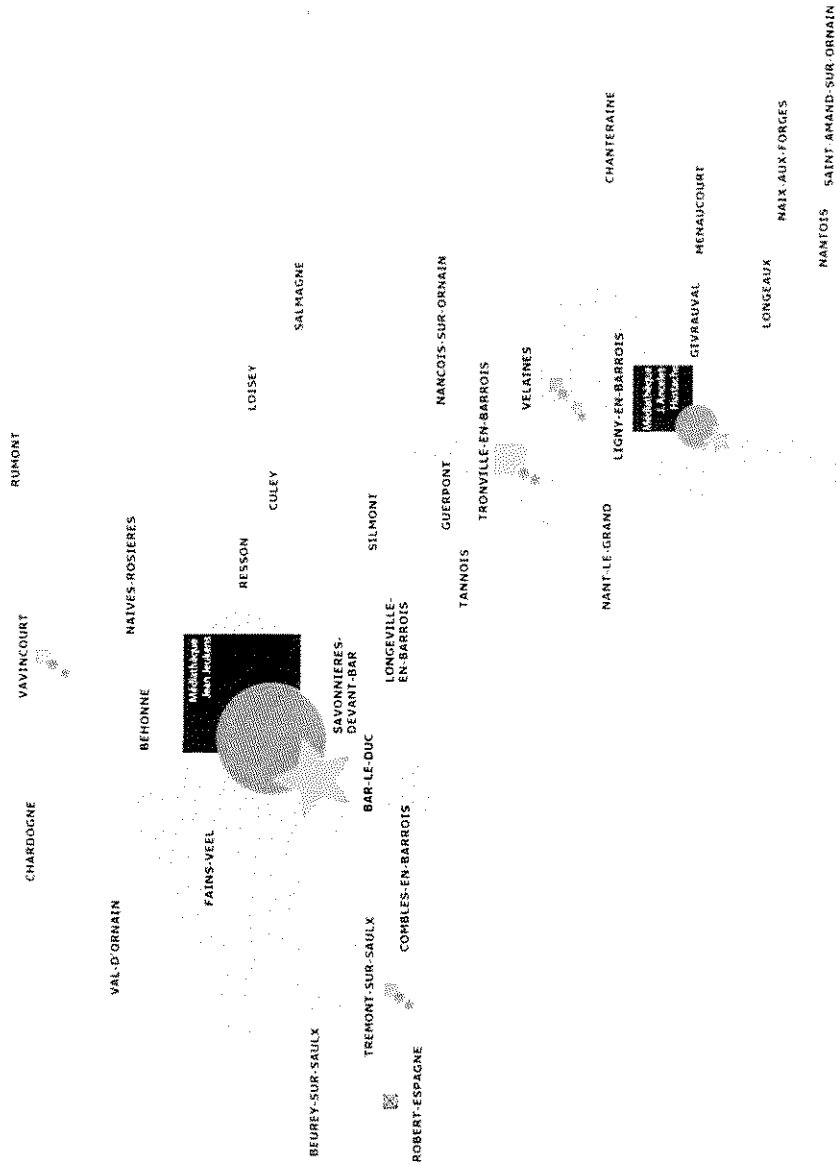 RUMONT
VAVINCOURT
CHARDOGNE
VAL-D'ORNAIN
NAIVES-ROSIERES
BEHONNE
Médiathèque
Jean Jeukens
FAINS-VEEL
RESSON
LOISEY
CULEY
SALMAGNE
BEUREY-SUR-SAULX
SAVONNIERES-
DEVANT-BAR
BAR-LE-DUC
TREMONT-SUR-SAULX
SILMONT
LONGEVILLE-
EN-BARROIS
COMBLES-EN-BARROIS
ROBERT-ESPAGNE
NANCOIS-SUR-ORNAIN
GUERPONT
TANNOIS
TRONVILLE-EN-BARROIS
VELAINES
NANT-LE-GRAND
CHANTERAINE
LIGNY-EN-BARROIS
Médiathèque
GIVRAUVAL
MENAUCOURT
LONGEAUX
NAIX-AUX-FORGES
NANTOIS
SAINT-AMAND-SUR-ORNAIN